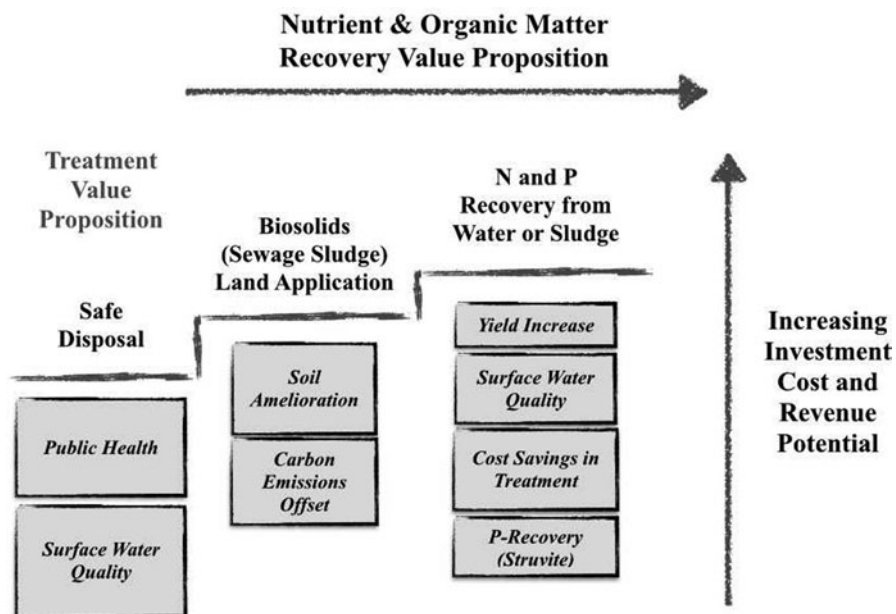 Nutrient & Organic Matter
Recovery Value Proposition
Treatment
Value
Proposition
Safe
Disposal
Public Health
Surface Water
Quality
Biosolids
(Sewage Sludge)
Land Application
Soil
Amelioration
Carbon
Emissions
Offset
N and P
Recovery from
Water or Sludge
Yield Increase
Surface Water
Quality
Cost Savings in
Treatment
P-Recovery
(Struvite)
Increasing
Investment
Cost and
Revenue
Potential